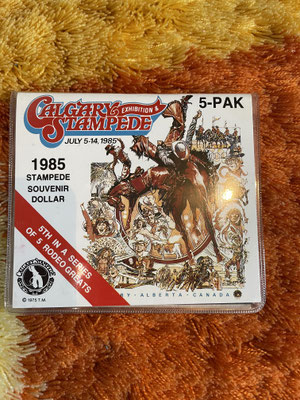 CALGARY
EXHIBITION &
STAMPEDE
JULY 5-14, 1985
5-PAK
1985
STAMPEDE
SOUVENIR
DOLLAR
5TH IN A SERIES
OF 5 RODEO GREATS
© 1975 T.M.
ALBERTA - CANADA